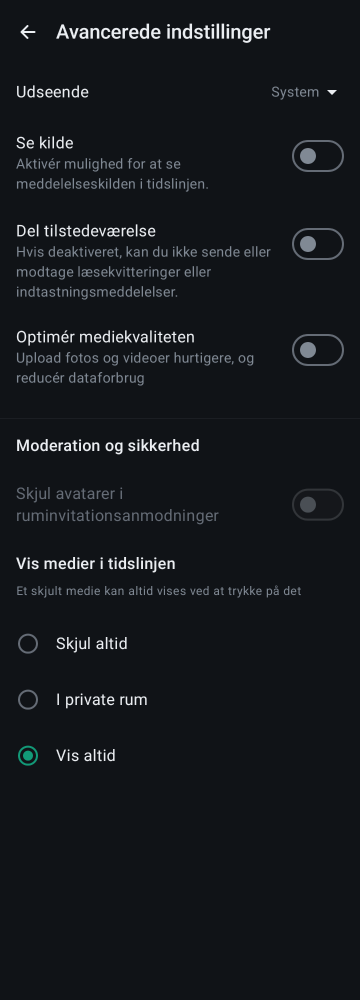 Avancerede indstillinger
Udseende
System
Se kilde
Aktivér mulighed for at se
meddelelseskilden i tidslinjen.
Del tilstedeværelse
Hvis deaktiveret, kan du ikke sende eller
modtage læsekvitteringer eller
indtastningsmeddelelser.
Optimér mediekvaliteten
Upload fotos og videoer hurtigere, og
reducér dataforbrug
Moderation og sikkerhed
Skjul avatarer i
ruminvitationsanmodninger
Vis medier i tidslinjen
Et skjult medie kan altid vises ved at trykke på det
Skjul altid
I private rum
Vis altid